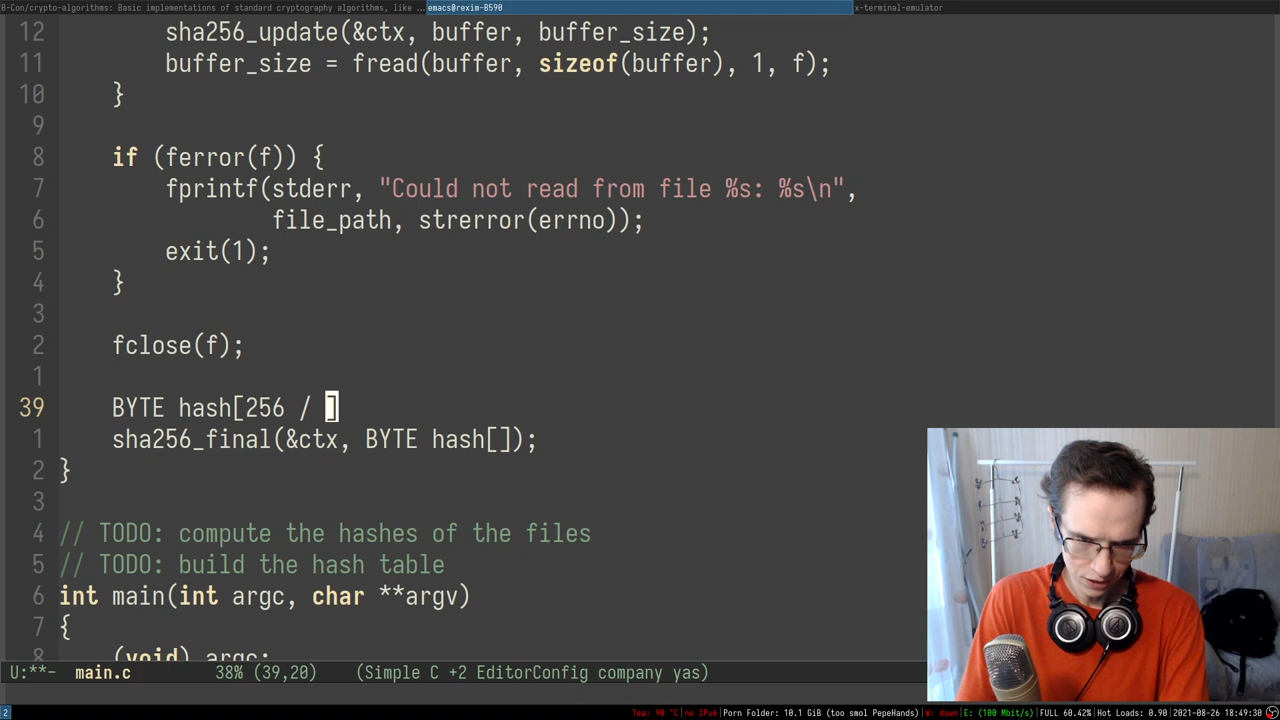 B-Con/crypto-algorithms: Basic implementations of standard cryptography algorithms, like ... emacs@rexim-B590 x-terminal-emulator
12 sha256_update(&ctx, buffer, buffer_size);
11 buffer_size = fread(buffer, sizeof(buffer), 1, f);
10 }
9
8 if (ferror(f)) {
7 fprintf(stderr, "Could not read from file %s: %s\n",
6 file_path, strerror(errno));
5 exit(1);
4 }
3
2 fclose(f);
1
39 BYTE hash[256 / ]
1 sha256_final(&ctx, BYTE hash[]);
2 }
3
4 // TODO: compute the hashes of the files
5 // TODO: build the hash table
6 int main(int argc, char **argv)
7 {
8 (void) argc;
U:**- main.c 38% (39,20) (Simple C +2 EditorConfig company yas)
2 Tea: 90 °C|no IPv6|Porn Folder: 10.1 GiB (too smol PepeHands)|W: down|E: (100 Mbit/s)|FULL 60.42%|Hot Loads: 0.90|2021-08-26 18:49:30